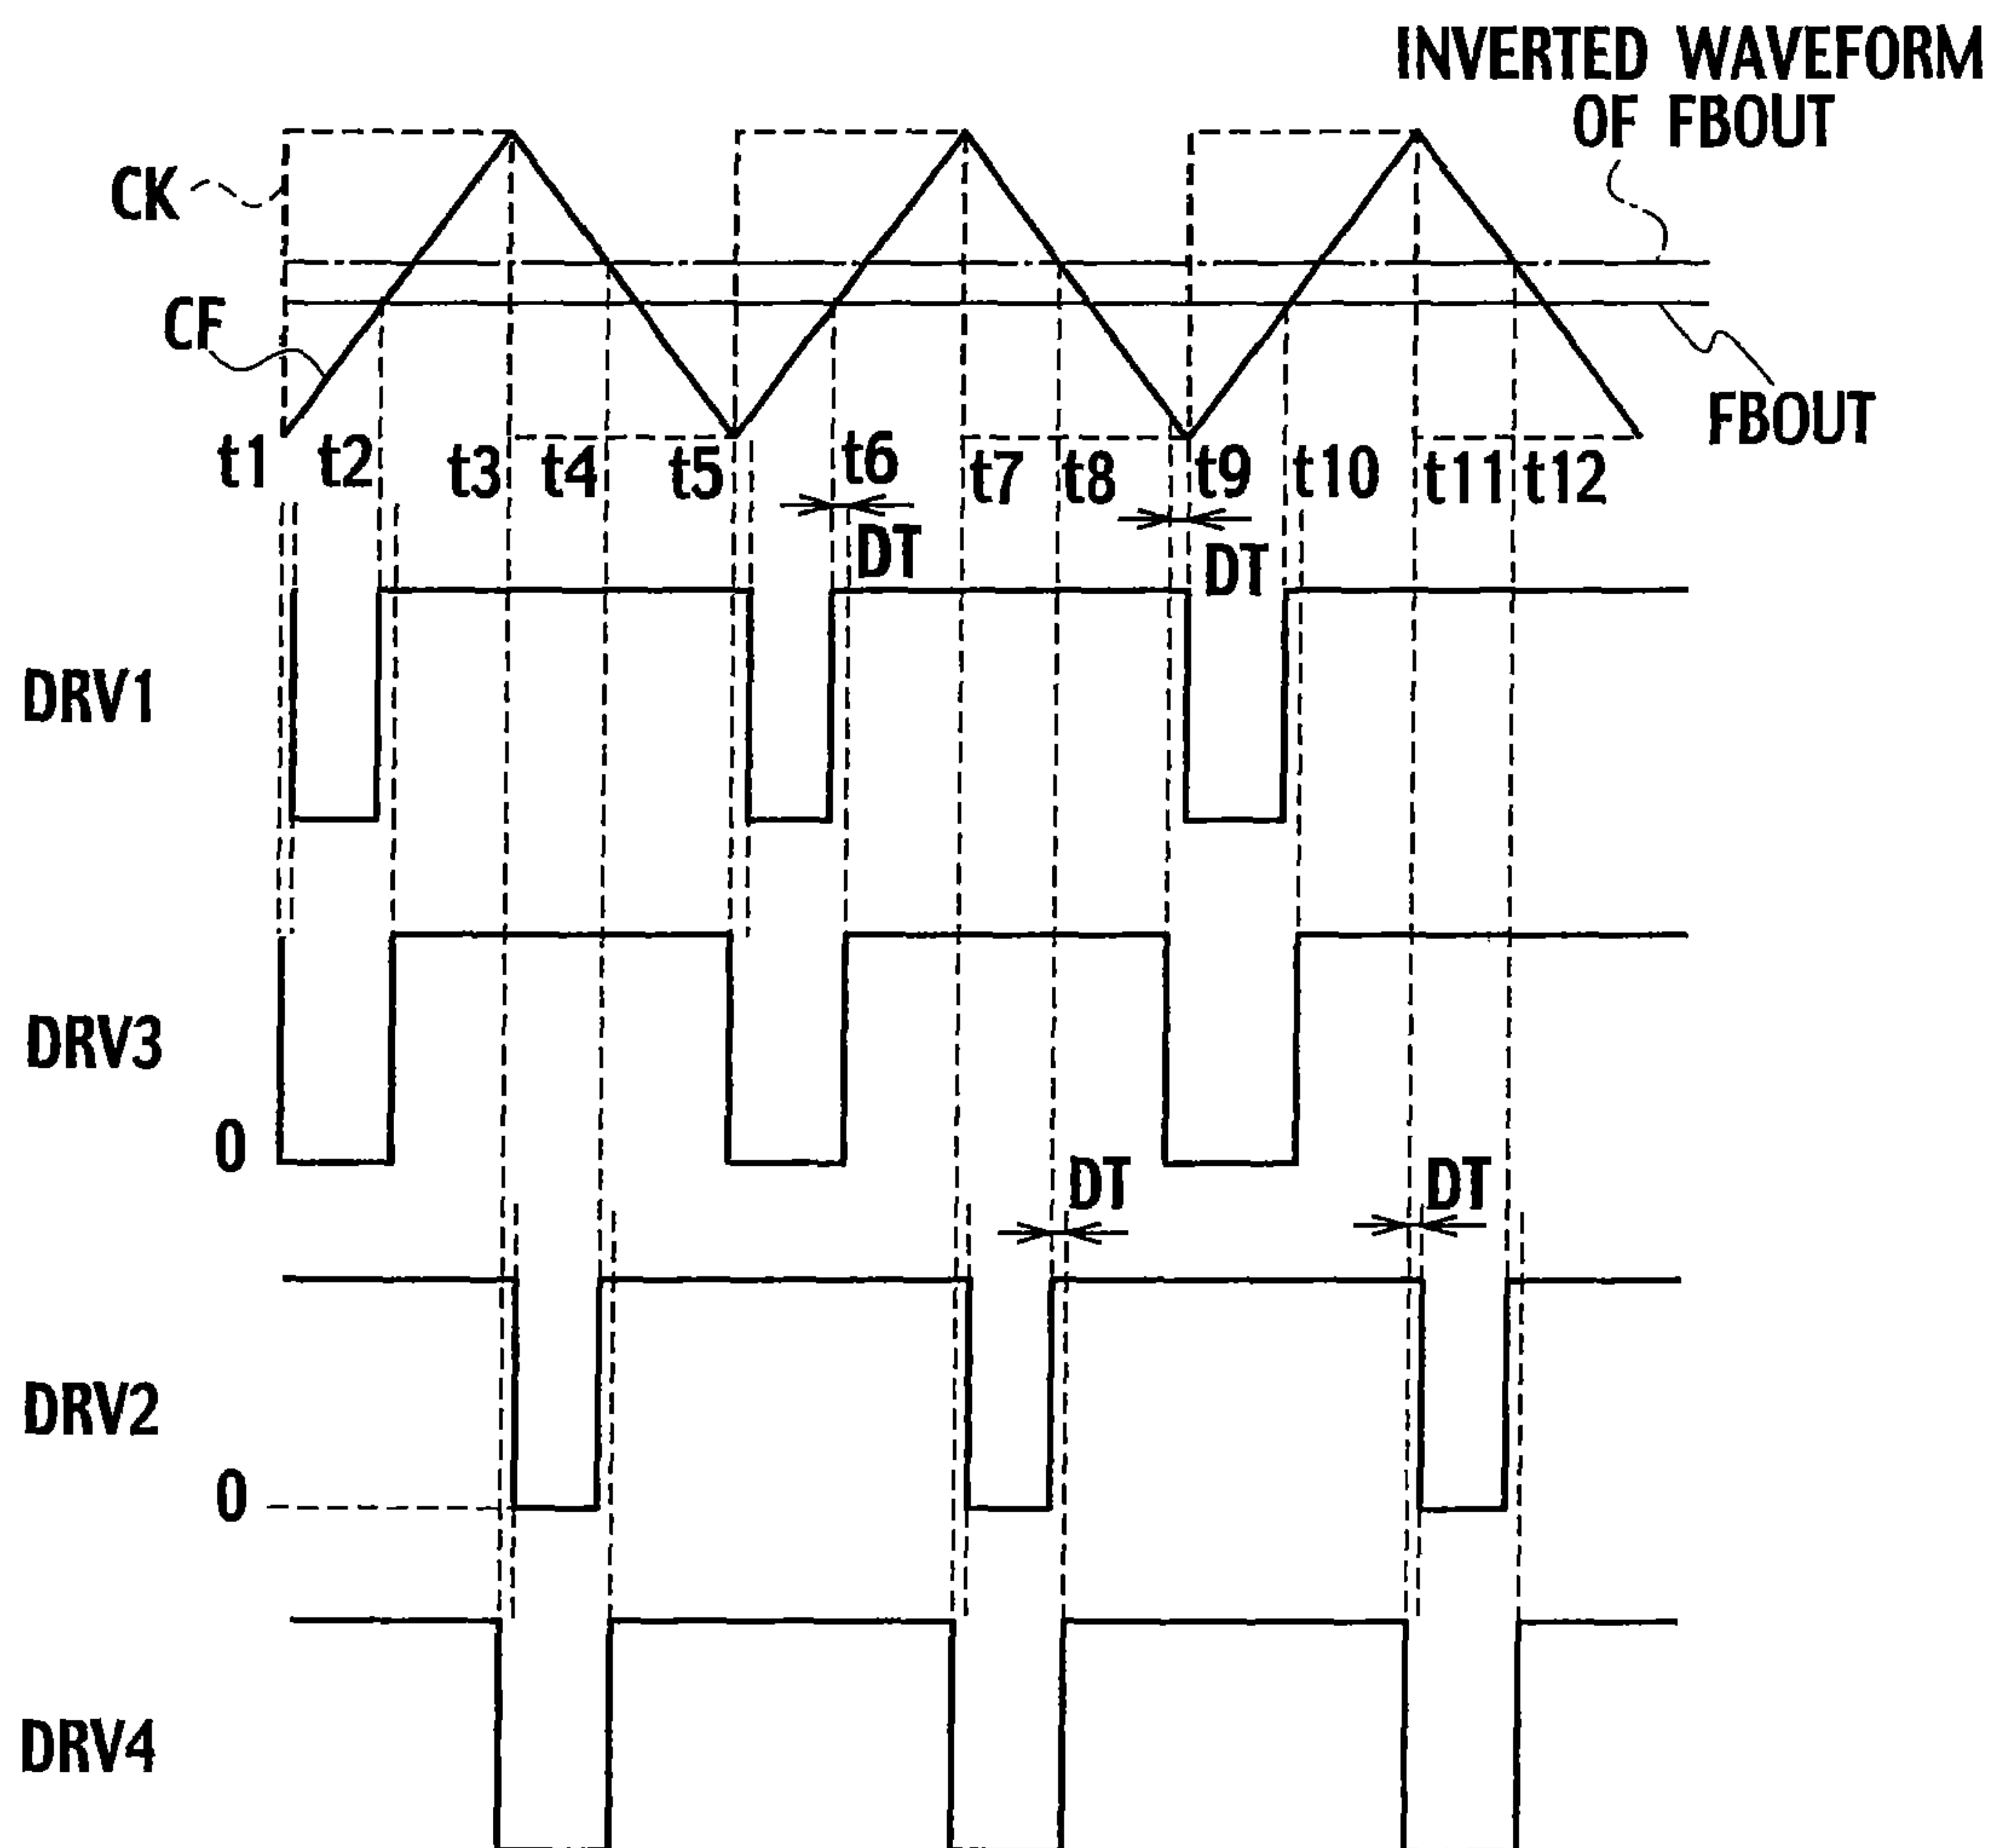 INVERTED WAVEFORM
OF FBOUT
CK
CF
FBOUT
t1 t2 t3 t4 t5 t6 t7 t8 t9 t10 t11 t12
DT
DT
DRV1
DRV3
0
DT
DT
DRV2
0
DRV4